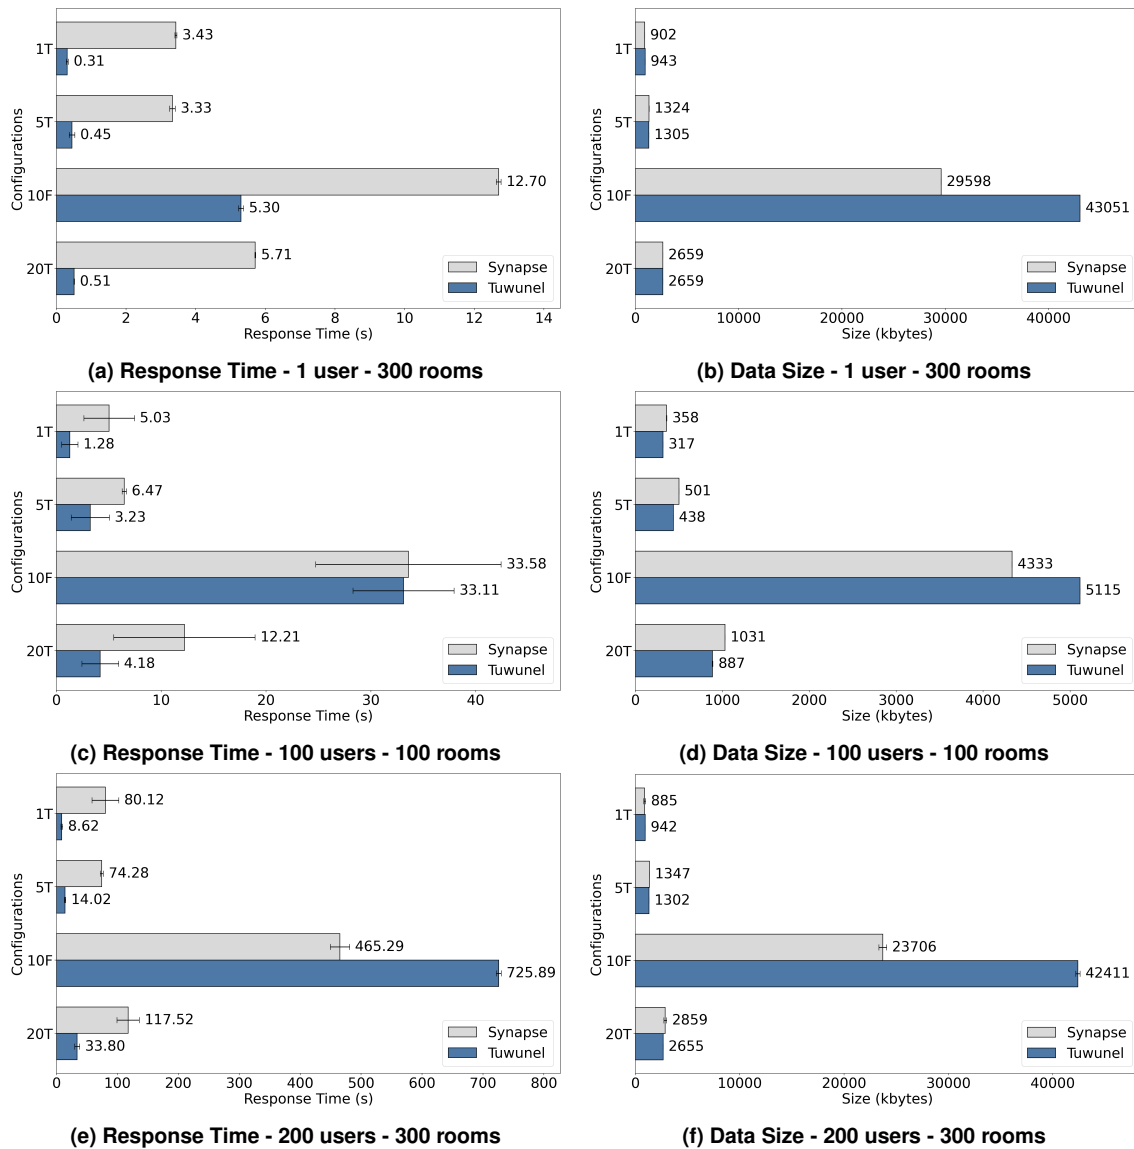 Configurations
1T
3.43
0.31
5T
3.33
0.45
10F
12.70
5.30
20T
5.71
0.51
Synapse
Tuwunel
0 2 4 6 8 10 12 14
Response Time (s)
(a) Response Time - 1 user - 300 rooms
Configurations
1T
902
943
5T
1324
1305
10F
29598
43051
20T
2659
2659
Synapse
Tuwunel
0 10000 20000 30000 40000
Size (kbytes)
(b) Data Size - 1 user - 300 rooms
Configurations
1T
5.03
1.28
5T
6.47
3.23
10F
33.58
33.11
20T
12.21
4.18
Synapse
Tuwunel
0 10 20 30 40
Response Time (s)
(c) Response Time - 100 users - 100 rooms
Configurations
1T
358
317
5T
501
438
10F
4333
5115
20T
1031
887
Synapse
Tuwunel
0 1000 2000 3000 4000 5000
Size (kbytes)
(d) Data Size - 100 users - 100 rooms
Configurations
1T
80.12
8.62
5T
74.28
14.02
10F
465.29
725.89
20T
117.52
33.80
Synapse
Tuwunel
0 100 200 300 400 500 600 700 800
Response Time (s)
(e) Response Time - 200 users - 300 rooms
Configurations
1T
885
942
5T
1347
1302
10F
23706
42411
20T
2859
2655
Synapse
Tuwunel
0 10000 20000 30000 40000
Size (kbytes)
(f) Data Size - 200 users - 300 rooms